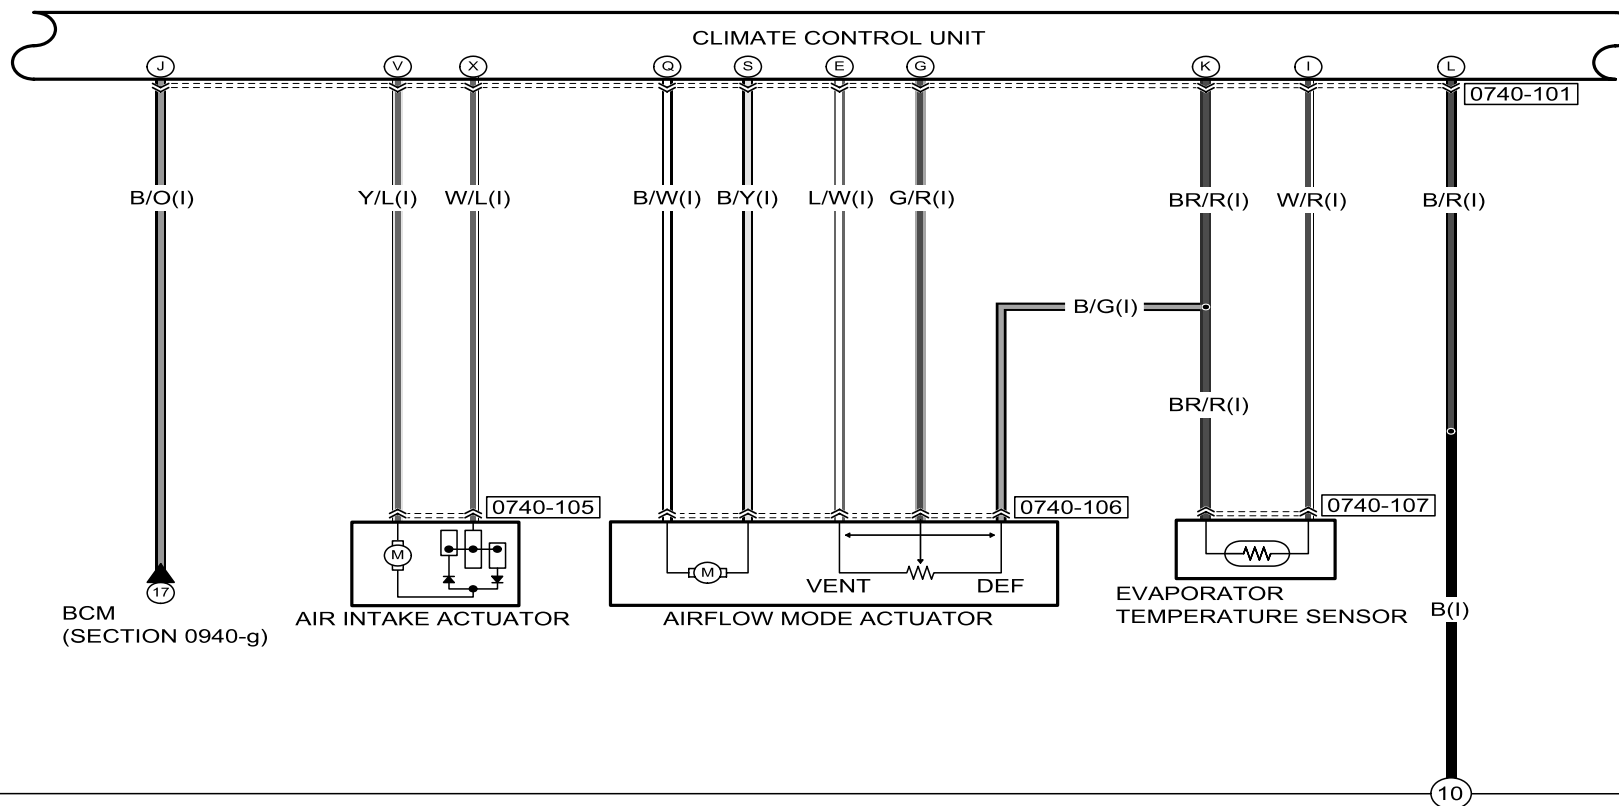 CLIMATE CONTROL UNIT
J V X Q S E G K I L
0740-101
B/O(I) Y/L(I) W/L(I) B/W(I) B/Y(I) L/W(I) G/R(I) BR/R(I) W/R(I) B/R(I)
B/G(I)
BR/R(I)
0740-105 0740-106 0740-107
M
M
VENT DEF
17
BCM
(SECTION 0940-g)
AIR INTAKE ACTUATOR
AIRFLOW MODE ACTUATOR
EVAPORATOR
TEMPERATURE SENSOR
B(I)
10